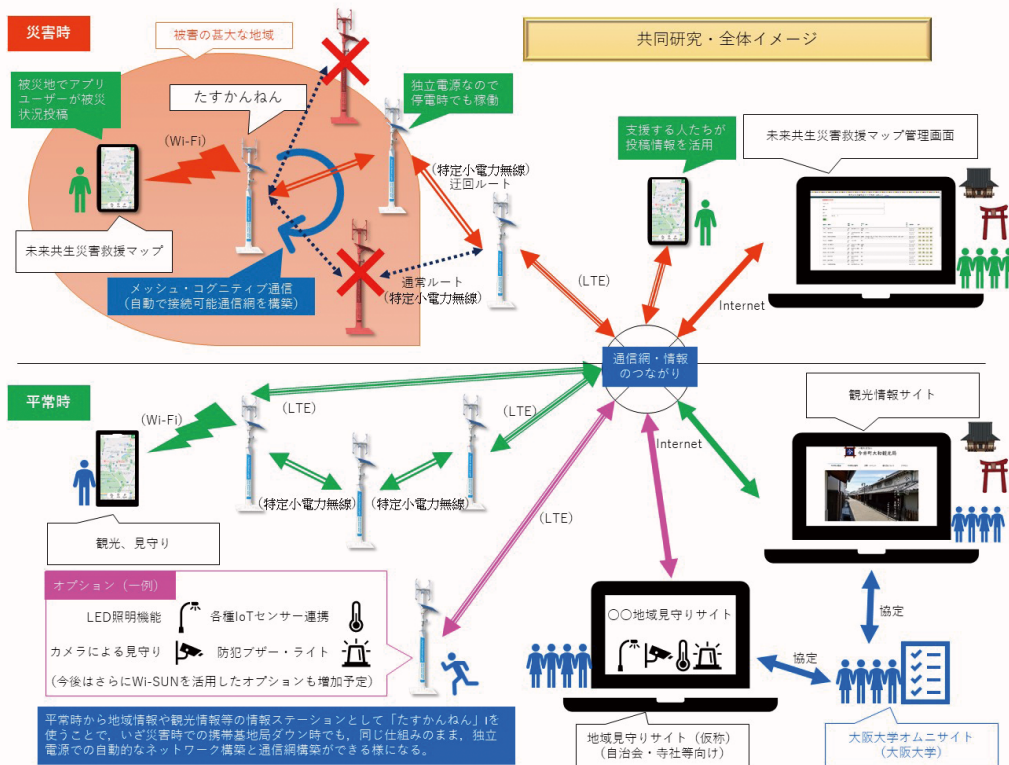 災害時
被害の甚大な地域
共同研究・全体イメージ
被災地でアプリ
ユーザーが被災
状況投稿
たすかんねん
独立電源なので
停電時でも稼働
(Wi-Fi)
支援する人たちが
投稿情報を活用
未来共生災害救援マップ管理画面
(特定小電力無線)
迂回ルート
未来共生災害救援マップ
メッシュ・コグニティブ通信
(自動で接続可能通信網を構築)
通常ルート
(特定小電力無線)
(LTE)
Internet
通信網・情報
のつながり
平常時
(Wi-Fi)
(LTE)
(LTE)
観光情報サイト
Internet
今井町大和観光局
(特定小電力無線)
(特定小電力無線)
(LTE)
観光、見守り
オプション（一例）
LED照明機能
各種IoTセンサー連携
カメラによる見守り
防犯ブザー・ライト
(今後はさらにWi-SUNを活用したオプションも増加予定)
〇〇地域見守りサイト
協定
協定
平常時から地域情報や観光情報等の情報ステーションとして「たすかんねん」Iを
使うことで，いざ災害時での携帯基地局ダウン時でも，同じ仕組みのまま，独立
電源での自動的なネットワーク構築と通信網構築ができる様になる。
地域見守りサイト（仮称）
（自治会・寺社等向け）
大阪大学オムニサイト
（大阪大学）